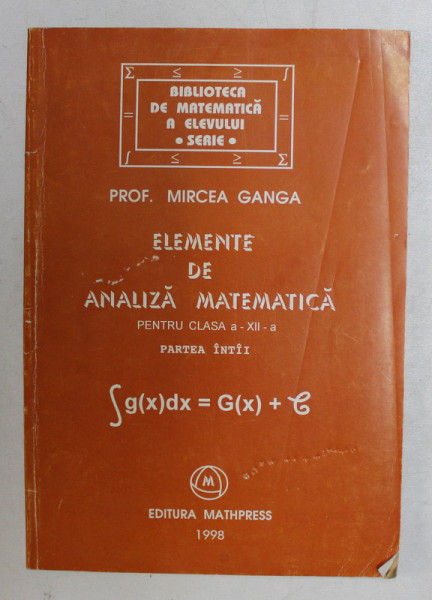 Σ ≤ ≥ ∫
BIBLIOTECA
DE MATEMATICĂ
= A ELEVULUI =
• SERIE •
∫ ≤ ≥ Σ
PROF. MIRCEA GANGA
ELEMENTE
DE
ANALIZĂ MATEMATICĂ
PENTRU CLASA a - XII - a
PARTEA ÎNTÎI
∫g(x)dx = G(x) + 𝒞
M
EDITURA MATHPRESS
1998